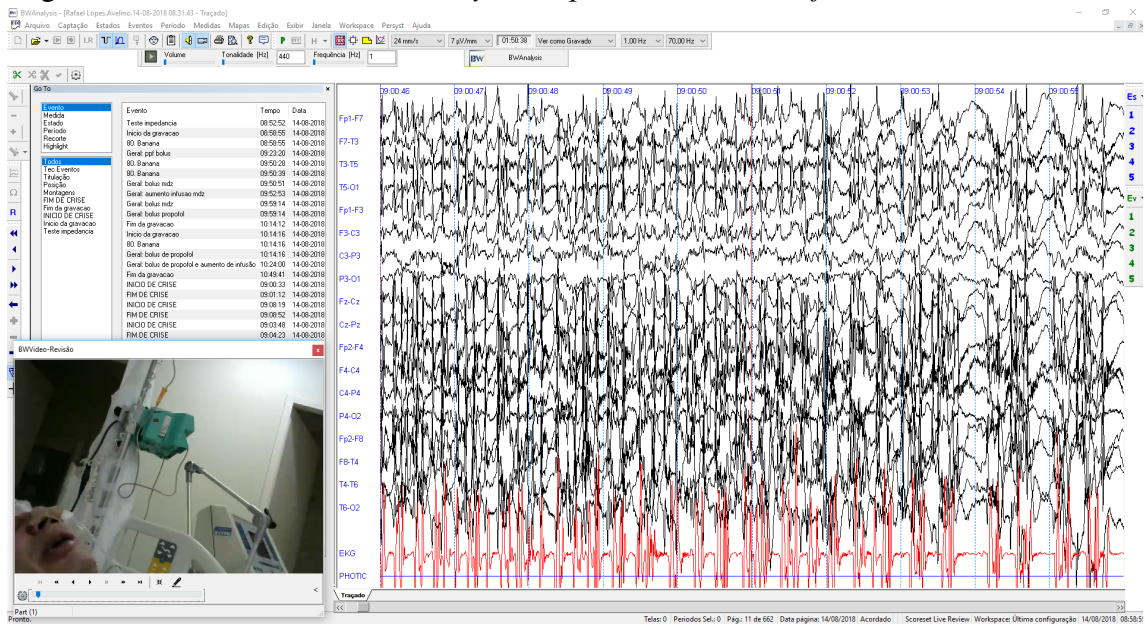 BWAnalysis - [Rafael Lopes.Avelino.14-08-2018 08.31.43 - Traçado]
Arquivo Captação Estados Eventos Período Medidas Mapas Edição Exibir Janela Workspace Persyst Ajuda
LR P H 24 mm/s 7 µV/mm 01:50:38 Ver como Gravado 1,00 Hz 70,00 Hz
Volume Tonalidade (Hz) 440 Frequência (Hz) 1 BW BWAnalysis
Go To x
Evento
Medida
Estado
Período
Recorte
Highlight
Todos
Tec Eventos
Titulação
Posição
Montagens
FIM DE CRISE
Fim da gravacao
INICIO DE CRISE
Inicio da gravacao
Teste impedancia
Evento Tempo Data
Teste impedancia 08:52:52 14-08-2018
Inicio da gravacao 08:58:55 14-08-2018
80. Banana 08:58:55 14-08-2018
Geral: ppf bolus 09:23:20 14-08-2018
80. Banana 09:50:28 14-08-2018
80. Banana 09:50:39 14-08-2018
Geral: bolus mdz 09:50:51 14-08-2018
Geral: aumento infusao mdz 09:52:53 14-08-2018
Geral: bolus mdz 09:59:14 14-08-2018
Geral: bolus propofol 09:59:14 14-08-2018
Fim da gravacao 10:14:12 14-08-2018
Inicio da gravacao 10:14:16 14-08-2018
80. Banana 10:14:16 14-08-2018
Geral: bolus de propofol 10:14:16 14-08-2018
Geral: bolus de propofol e aumento de infusão 10:24:00 14-08-2018
Fim da gravacao 10:49:41 14-08-2018
INICIO DE CRISE 09:00:33 14-08-2018
FIM DE CRISE 09:01:12 14-08-2018
INICIO DE CRISE 09:08:19 14-08-2018
FIM DE CRISE 09:08:52 14-08-2018
INICIO DE CRISE 09:03:48 14-08-2018
FIM DE CRISE 09:04:23 14-08-2018
BWVideo-Revisão x
Part (1)
Pronto.
09:00:46 09:00:47 09:00:48 09:00:49 09:00:50 09:00:51 09:00:52 09:00:53 09:00:54 09:00:55
Fp1-F7
F7-T3
T3-T5
T5-O1
Fp1-F3
F3-C3
C3-P3
P3-O1
Fz-Cz
Cz-Pz
Fp2-F4
F4-C4
C4-P4
P4-O2
Fp2-F8
F8-T4
T4-T6
T6-O2
EKG
PHOTIC
Traçado
Es
1
2
3
4
5
Ev
1
2
3
4
5
R
Telas: 0 Períodos Sel.: 0 Pág.: 11 de 662 Data página: 14/08/2018 Acordado Scoreset Live Review Workspace: Última configuração 14/08/2018